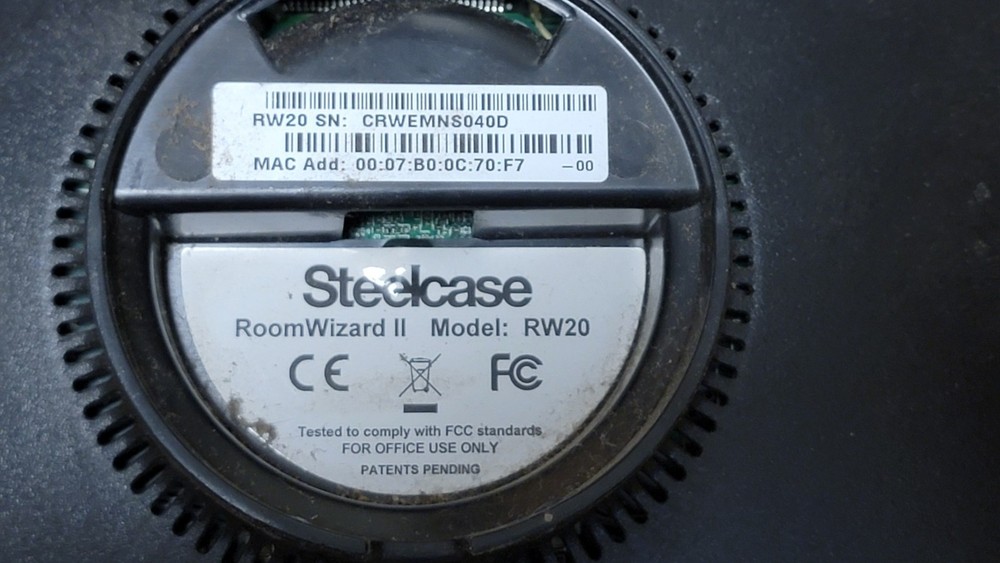 RW20 SN: CRWEMNS040D
MAC Add: 00:07:B0:0C:70:F7 -00
Steelcase
RoomWizard II Model: RW20
CE FC
Tested to comply with FCC standards
FOR OFFICE USE ONLY
PATENTS PENDING